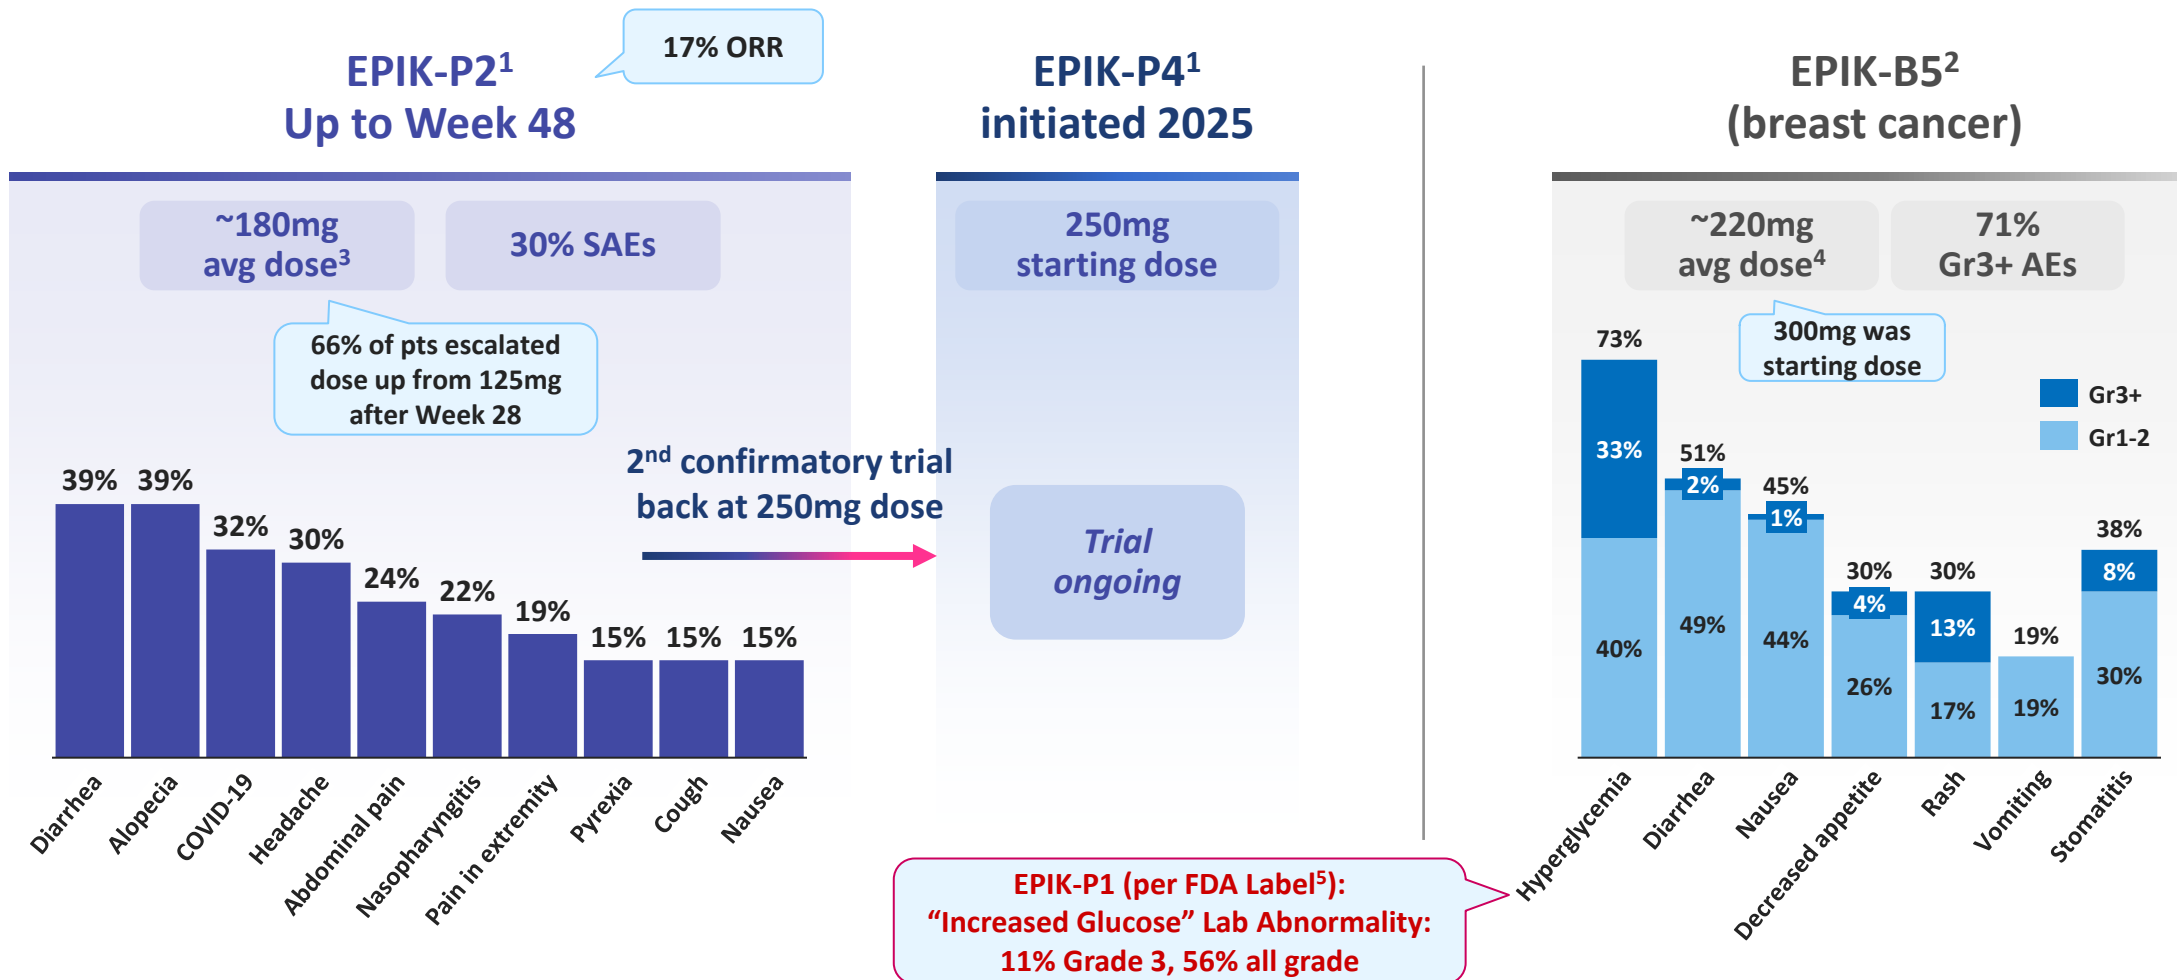 17% ORR
EPIK-P2¹
Up to Week 48
~180mg
avg dose³
30% SAEs
66% of pts escalated
dose up from 125mg
after Week 28
39%
39%
32%
30%
24%
22%
19%
15%
15%
15%
Diarrhea
Alopecia
COVID-19
Headache
Abdominal pain
Nasopharyngitis
Pain in extremity
Pyrexia
Cough
Nausea
2nd confirmatory trial
back at 250mg dose
EPIK-P4¹
initiated 2025
250mg
starting dose
Trial
ongoing
EPIK-B5²
(breast cancer)
~220mg
avg dose⁴
71%
Gr3+ AEs
300mg was
starting dose
Gr3+
Gr1-2
73%
33%
40%
51%
2%
49%
45%
1%
44%
30%
4%
26%
30%
13%
17%
19%
19%
38%
8%
30%
Hyperglycemia
Diarrhea
Nausea
Decreased appetite
Rash
Vomiting
Stomatitis
EPIK-P1 (per FDA Label⁵):
“Increased Glucose” Lab Abnormality:
11% Grade 3, 56% all grade